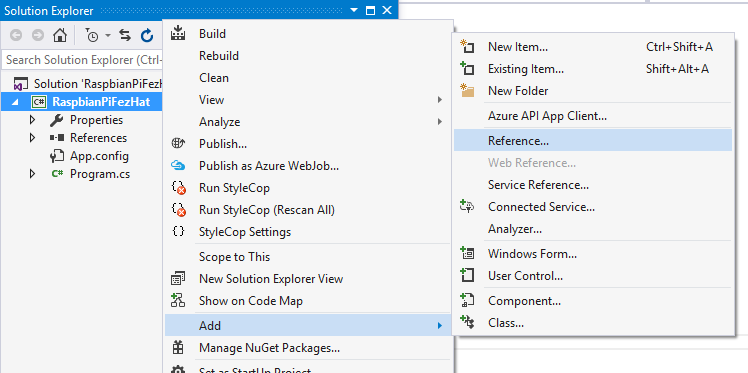 Solution Explorer
Search Solution Explorer (Ctrl+
Solution 'RaspbianPiFezH
RaspbianPiFezHat
Properties
References
App.config
C# Program.cs
Build
Rebuild
Clean
View
Analyze
Publish...
Publish as Azure WebJob...
Run StyleCop
Run StyleCop (Rescan All)
StyleCop Settings
Scope to This
New Solution Explorer View
Show on Code Map
Add
Manage NuGet Packages...
Set as StartUp Project
New Item... Ctrl+Shift+A
Existing Item... Shift+Alt+A
New Folder
Azure API App Client...
Reference...
Web Reference...
Service Reference...
Connected Service...
Analyzer...
Windows Form...
User Control...
Component...
Class...